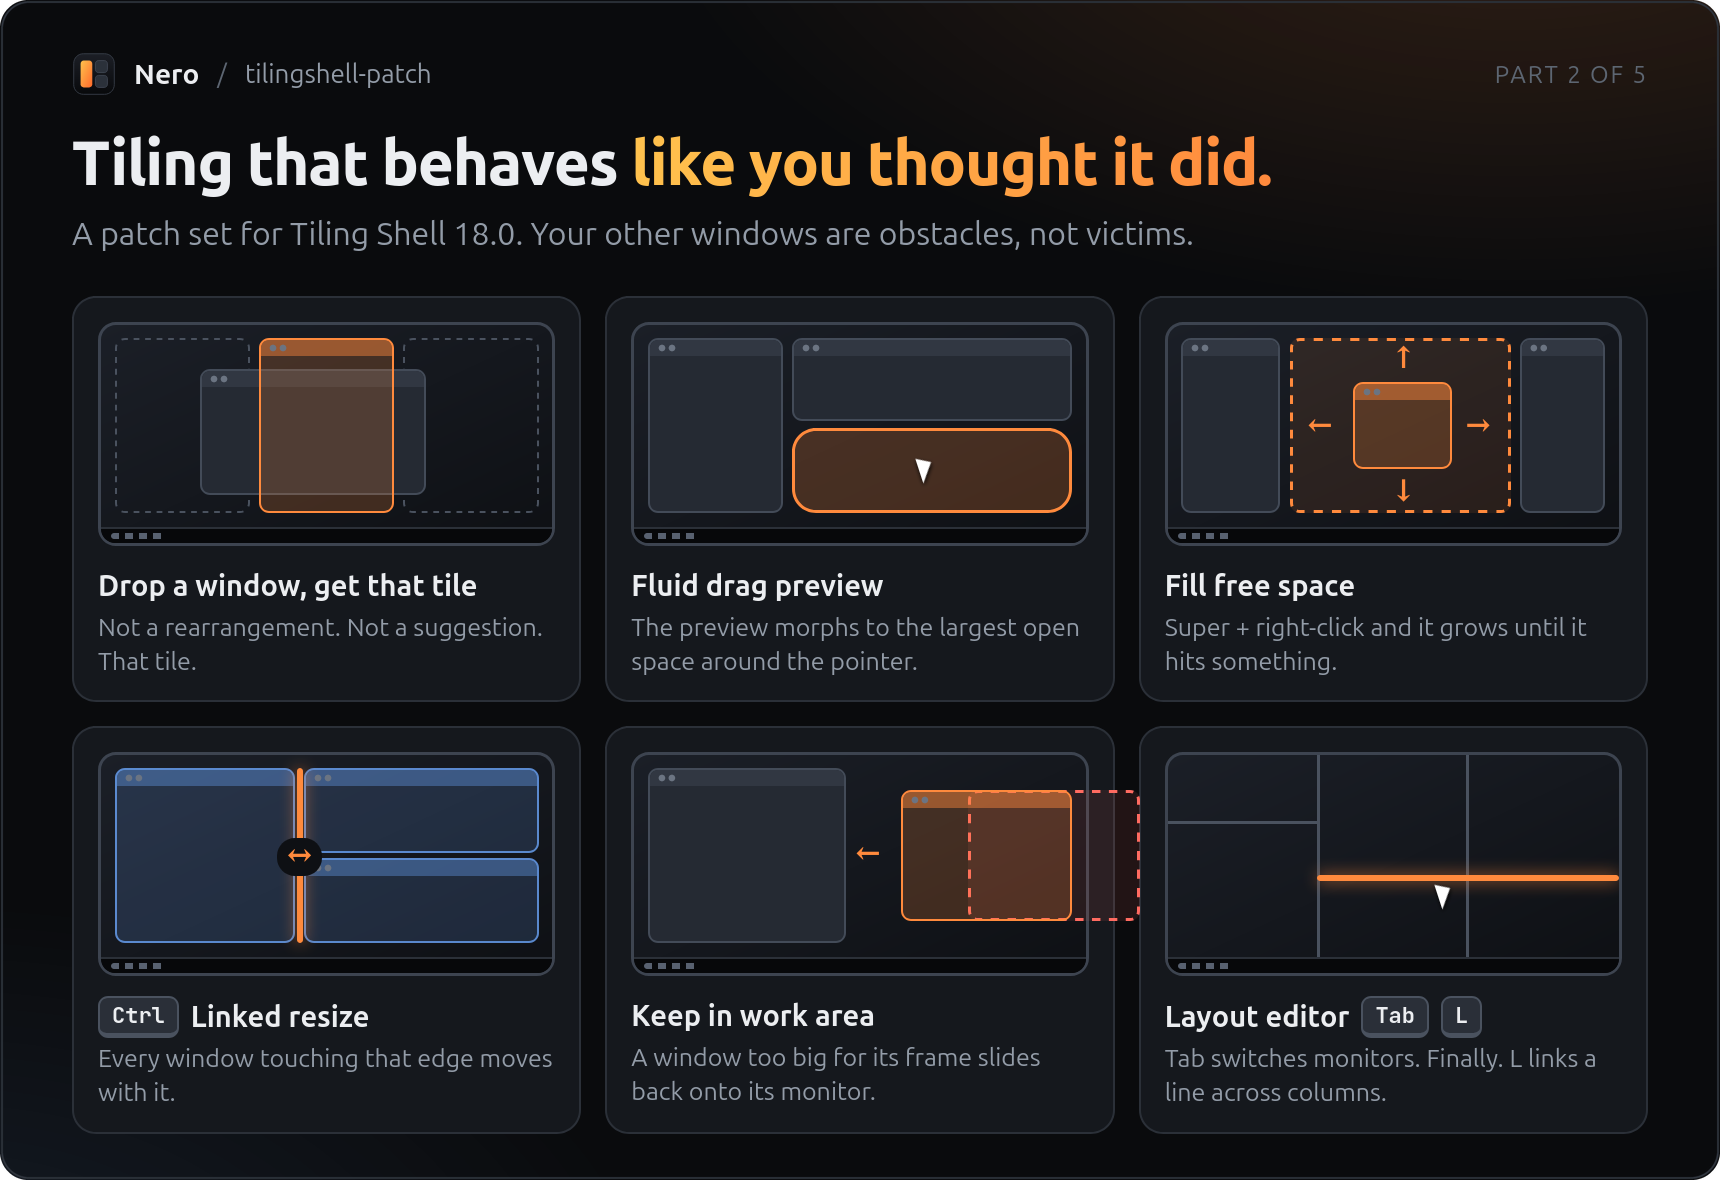 Nero / tilingshell-patch
PART 2 OF 5
Tiling that behaves like you thought it did.
A patch set for Tiling Shell 18.0. Your other windows are obstacles, not victims.
Drop a window, get that tile
Not a rearrangement. Not a suggestion.
That tile.
Fluid drag preview
The preview morphs to the largest open
space around the pointer.
Fill free space
Super + right-click and it grows until it
hits something.
Ctrl Linked resize
Every window touching that edge moves
with it.
Keep in work area
A window too big for its frame slides
back onto its monitor.
Layout editor Tab L
Tab switches monitors. Finally. L links a
line across columns.